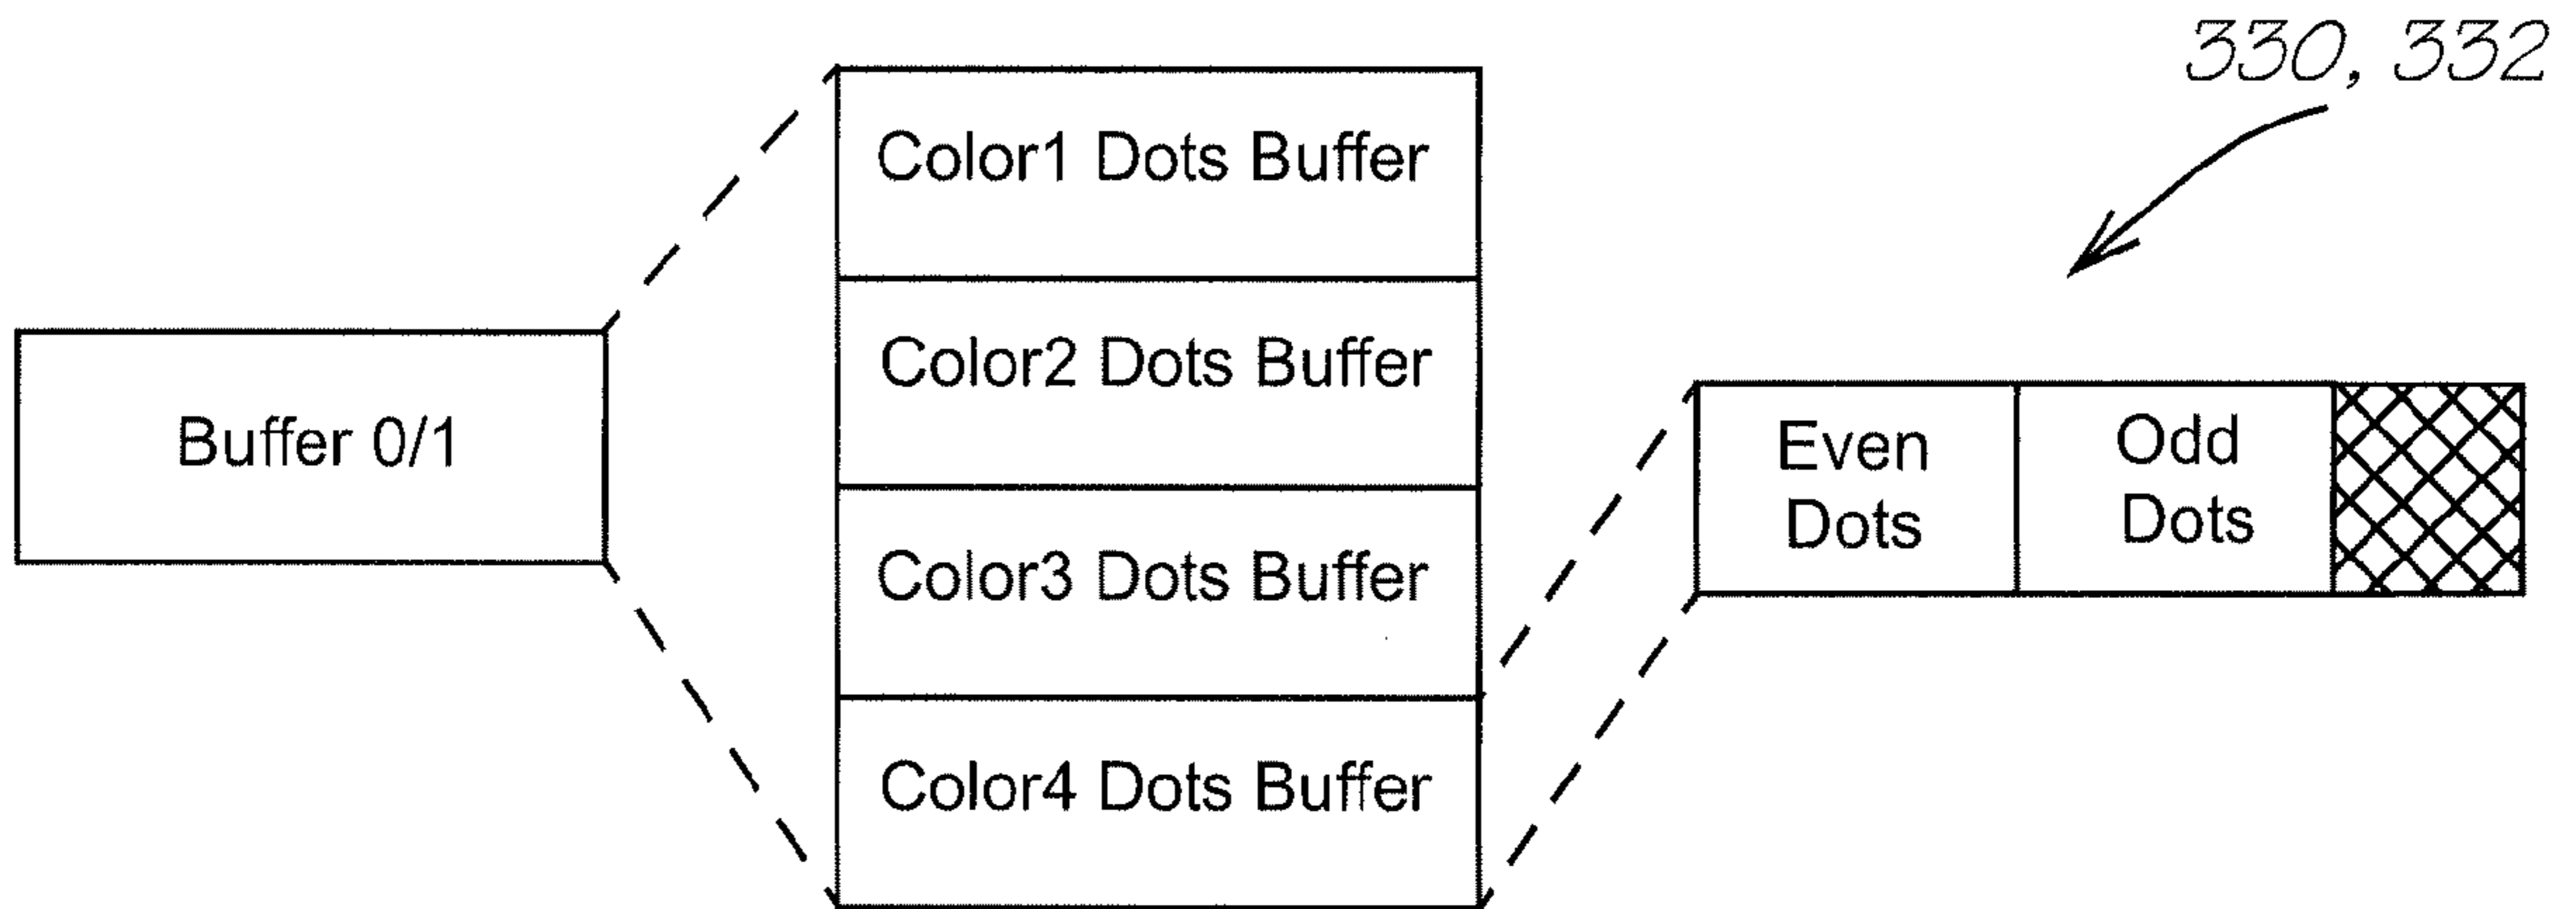 330, 332
Buffer 0/1
Color1 Dots Buffer
Color2 Dots Buffer
Color3 Dots Buffer
Color4 Dots Buffer
Even
Dots
Odd
Dots